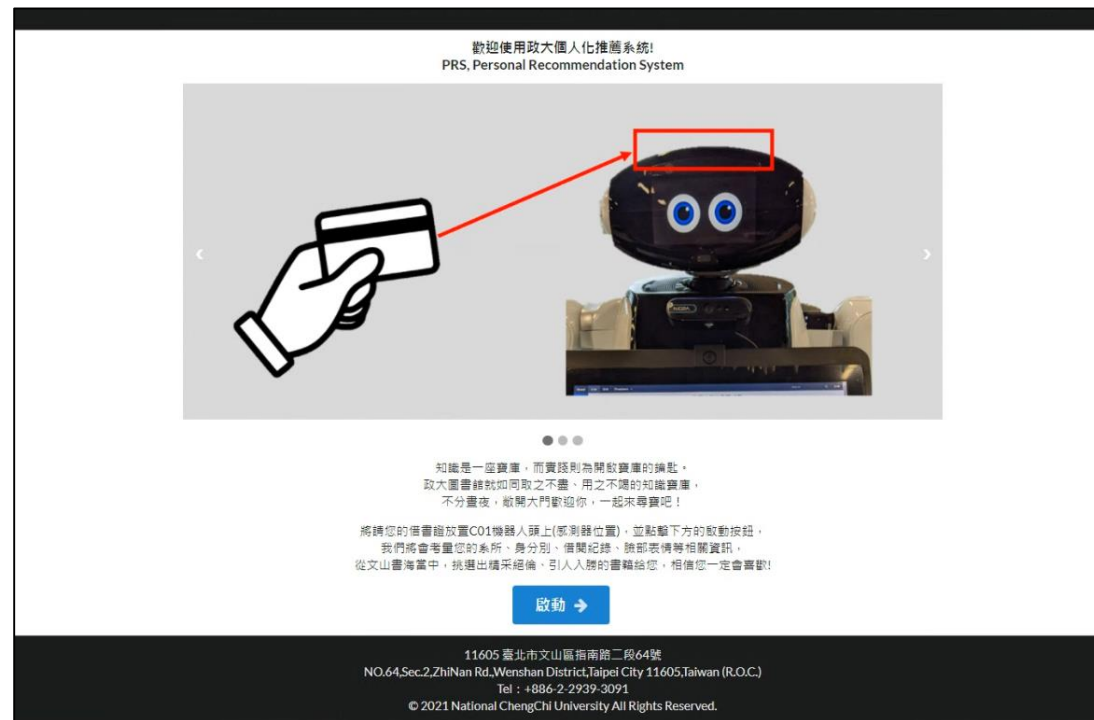 歡迎使用政大個人化推薦系統!
PRS, Personal Recommendation System
知識是一座寶庫，而實踐則為開啟寶庫的鑰匙。
政大圖書館就如同取之不盡、用之不竭的知識寶庫，
不分晝夜，敞開大門歡迎你，一起來尋寶吧！
將請您的借書證放置C01機器人頭上(感測器位置)，並點擊下方的啟動按鈕，
我們將會考量您的系所、身分別、借閱紀錄、臉部表情等相關資訊，
從文山書海當中，挑選出精采絕倫、引人入勝的書籍給您，相信您一定會喜歡!
啟動
11605 臺北市文山區指南路二段64號
NO.64,Sec.2,ZhiNan Rd.,Wenshan District,Taipei City 11605,Taiwan (R.O.C.)
Tel：+886-2-2939-3091
© 2021 National ChengChi University All Rights Reserved.